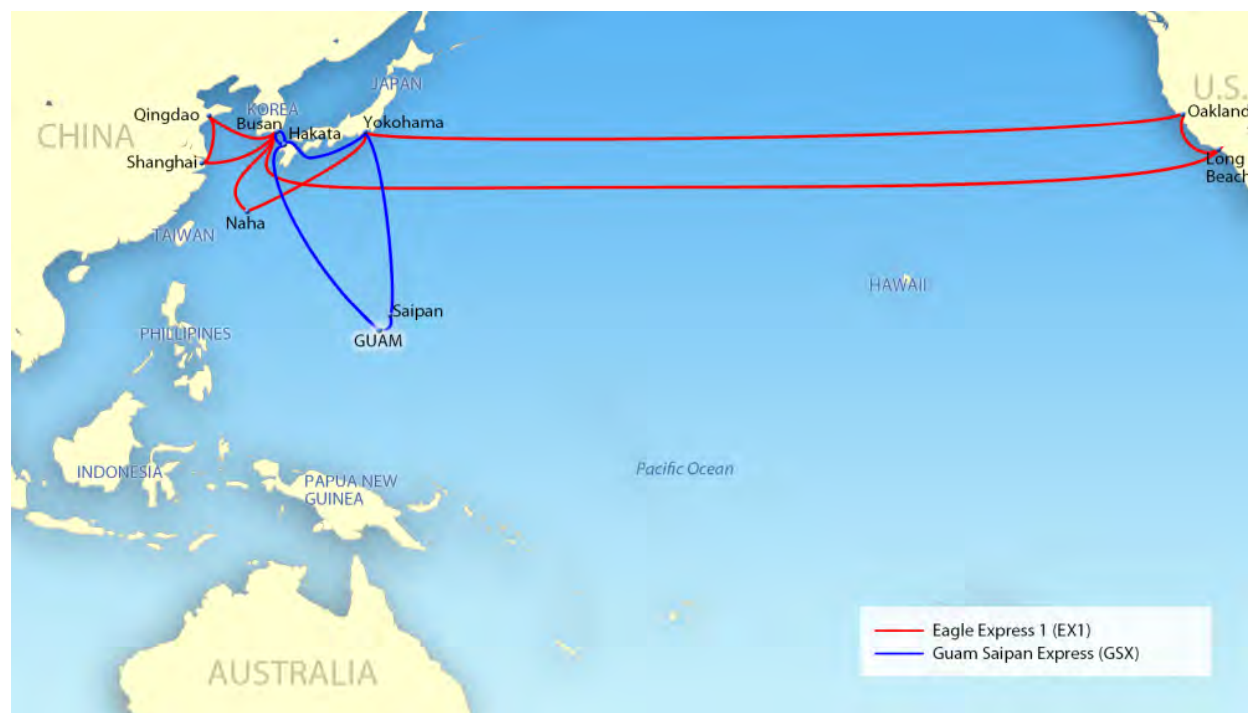 U.S.
JAPAN
KOREA
Qingdao
Busan
Yokohama
Oakland
CHINA
Hakata
Shanghai
Long
Beach
Naha
TAIWAN
HAWAII
Saipan
PHILLIPINES
GUAM
Pacific Ocean
INDONESIA
PAPUA NEW
GUINEA
Eagle Express 1 (EX1)
Guam Saipan Express (GSX)
AUSTRALIA